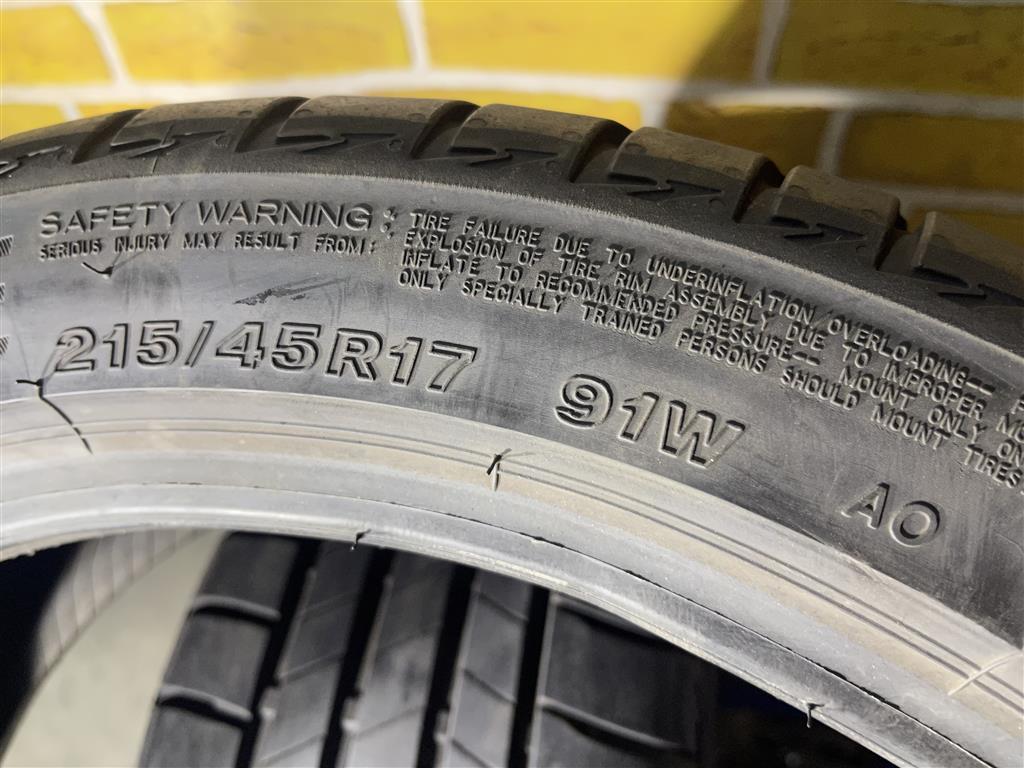 SAFETY WARNING:
SERIOUS INJURY MAY RESULT FROM:
TIRE FAILURE DUE TO UNDERINFLATION/OVERLOADING--
EXPLOSION OF TIRE RIM ASSEMBLY DUE TO IMPROPER
INFLATE TO RECOMMENDED PRESSURE-- MOUNT ONLY ON
ONLY SPECIALLY TRAINED PERSONS SHOULD MOUNT TIRES.
215/45R17 91W
AO